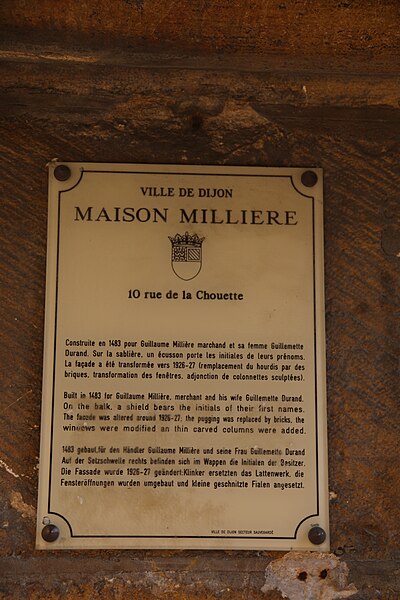 VILLE DE DIJON
MAISON MILLIERE
10 rue de la Chouette
Construite en 1483 pour Guillaume Millière marchand et sa femme Guillemette
Durand. Sur la sablière, un écusson porte les initiales de leurs prénoms.
La façade a été transformée vers 1926-27 (remplacement du hourdis par des
briques, transformation des fenêtres, adjonction de colonnettes sculptées).
Built in 1483 for Guillaume Millière, merchant and his wife Guillemette Durand.
On the balk, a shield bears the initials of their first names.
The facade was altered around 1926-27: the pugging was replaced by bricks, the
windows were modified an thin carved columns were added.
1483 gebaut,für den Händler Guillaume Millière und seine Frau Guillemette Durand
Auf der Setzschwelle rechts befinden sich im Wappen die Initialen der Besitzer.
Die Fassade wurde 1926-27 geändert:Klinker ersetzten das Lattenwerk, die
Fensteröffnungen wurden umgebaut und kleine geschnitzte Fialen angesetzt.
VILLE DE DIJON SECTEUR SAUVEGARDÉ